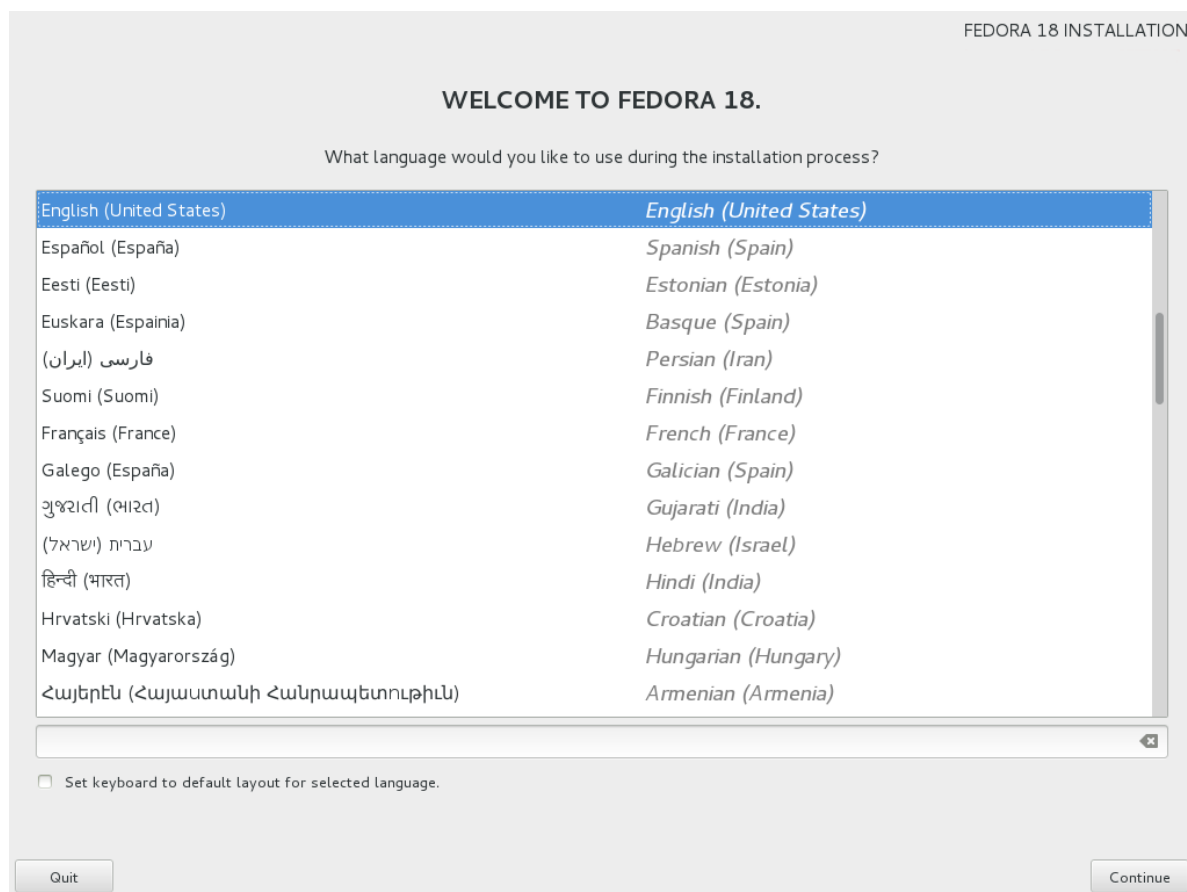 FEDORA 18 INSTALLATION
WELCOME TO FEDORA 18.
What language would you like to use during the installation process?
English (United States) English (United States)
Español (España) Spanish (Spain)
Eesti (Eesti) Estonian (Estonia)
Euskara (Espainia) Basque (Spain)
فارسی (ایران) Persian (Iran)
Suomi (Suomi) Finnish (Finland)
Français (France) French (France)
Galego (España) Galician (Spain)
ગુજરાતી (ભારત) Gujarati (India)
עברית (ישראל) Hebrew (Israel)
हिन्दी (भारत) Hindi (India)
Hrvatski (Hrvatska) Croatian (Croatia)
Magyar (Magyarország) Hungarian (Hungary)
Հայերէն (Հայաստանի Հանրապետութիւն) Armenian (Armenia)
Set keyboard to default layout for selected language.
Quit Continue